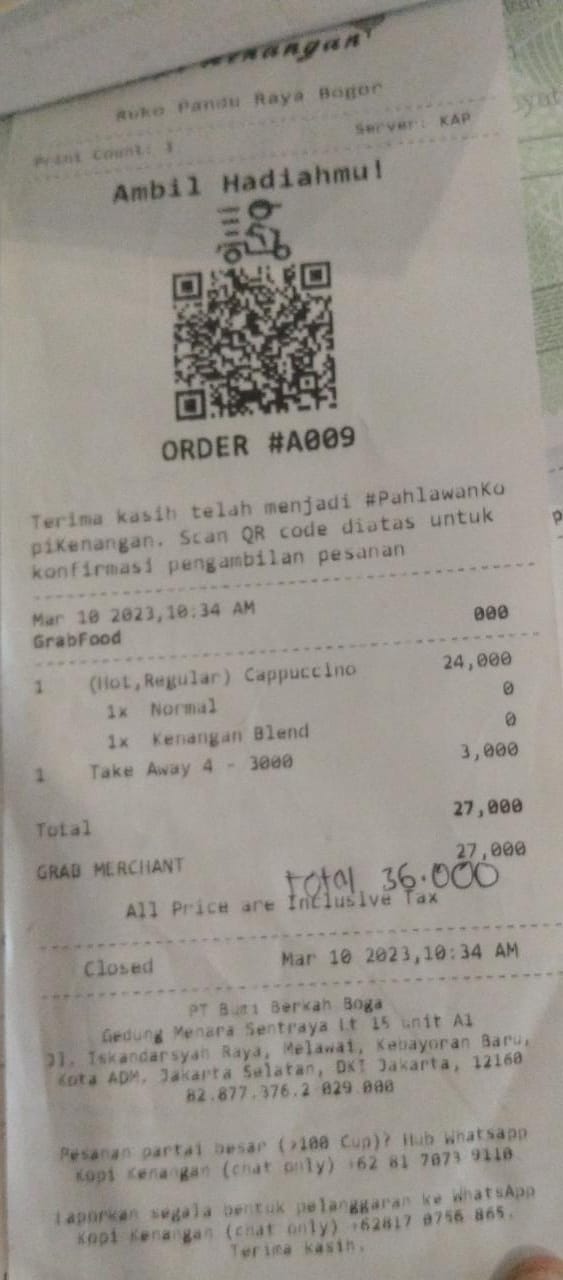 Kenangan
Ruko Pandu Raya Bogor
Print Count: 1 Server: KAP
Ambil Hadiahmu!
ORDER #A009
Terima kasih telah menjadi #PahlawanKo
piKenangan. Scan QR code diatas untuk
konfirmasi pengambilan pesanan
Mar 10 2023,10:34 AM
GrabFood 000
1 (Hot,Regular) Cappuccino 24,000
1x Normal 0
1x Kenangan Blend 0
1 Take Away 4 - 3000 3,000
Total 27,000
GRAB MERCHANT 27,000
total 36.000
All Price are Inclusive Tax
Closed Mar 10 2023,10:34 AM
PT Bumi Berkah Boga
Gedung Menara Sentraya Lt 15 unit A1
Jl. Iskandarsyah Raya, Melawai, Kebayoran Baru,
Kota ADM. Jakarta Selatan, DKI Jakarta, 12160
82.877.376.2 029.000
Pesanan partai besar (>100 Cup)? Hub Whatsapp
Kopi Kenangan (chat only) +62 81 7073 9110
Laporkan segala bentuk pelanggaran ke WhatsApp
Kopi Kenangan (chat only) +62817 0756 865.
Terima kasih.